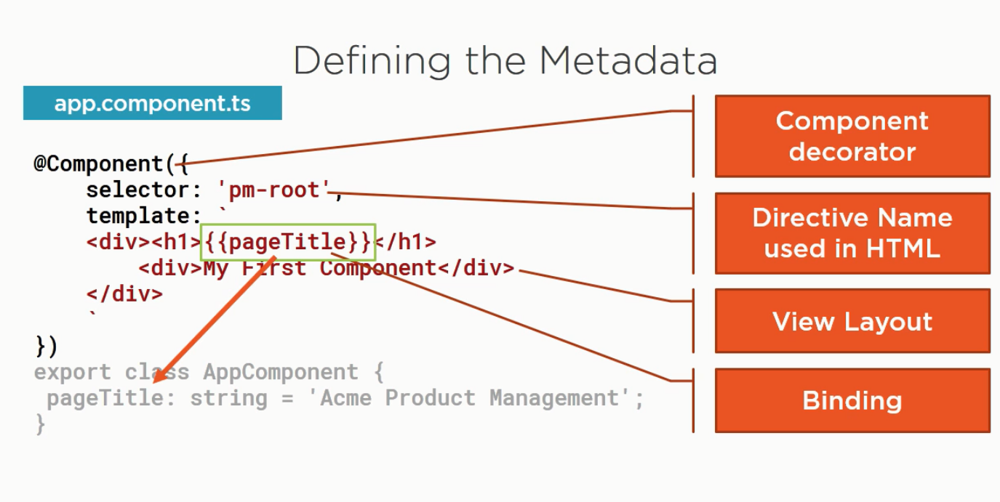 Defining the Metadata
app.component.ts
@Component({
    selector: 'pm-root',
    template: `
    <div><h1>{{pageTitle}}</h1>
        <div>My First Component</div>
    </div>
    `
})
export class AppComponent {
 pageTitle: string = 'Acme Product Management';
}
Component
decorator
Directive Name
used in HTML
View Layout
Binding